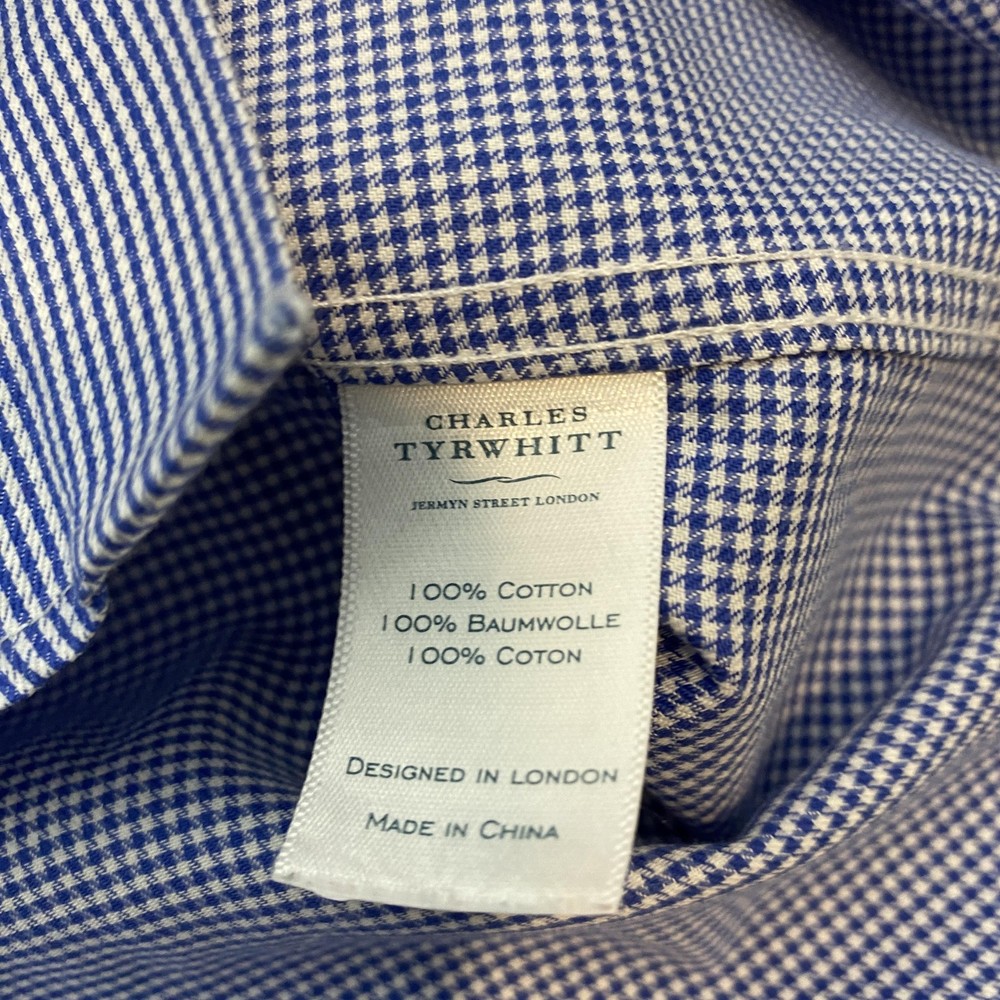 CHARLES
TYRWHITT
JERMYN STREET LONDON
100% COTTON
100% BAUMWOLLE
100% COTON
DESIGNED IN LONDON
MADE IN CHINA